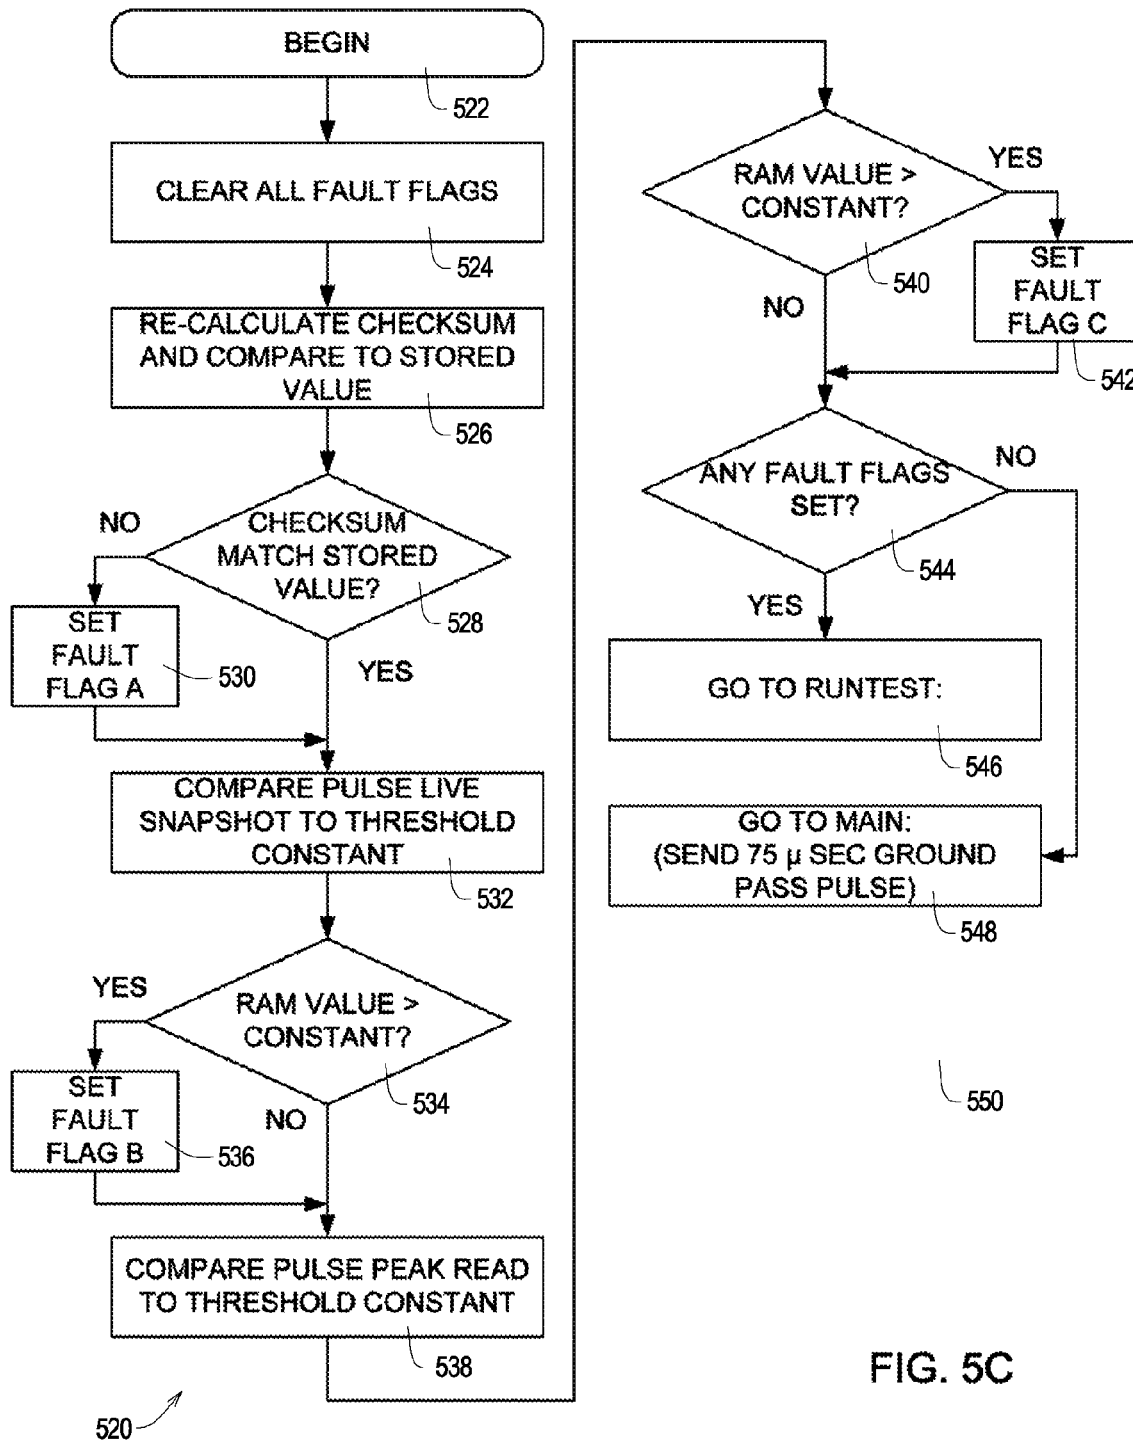 BEGIN
522
CLEAR ALL FAULT FLAGS
524
RE-CALCULATE CHECKSUM
AND COMPARE TO STORED
VALUE
526
CHECKSUM
MATCH STORED
VALUE?
528
NO
YES
SET
FAULT
FLAG A
530
COMPARE PULSE LIVE
SNAPSHOT TO THRESHOLD
CONSTANT
532
RAM VALUE >
CONSTANT?
534
YES
NO
SET
FAULT
FLAG B
536
COMPARE PULSE PEAK READ
TO THRESHOLD CONSTANT
538
520
RAM VALUE >
CONSTANT?
540
YES
NO
SET
FAULT
FLAG C
542
ANY FAULT FLAGS
SET?
544
NO
YES
GO TO RUNTEST:
546
GO TO MAIN:
(SEND 75 μ SEC GROUND
PASS PULSE)
548
550
FIG. 5C